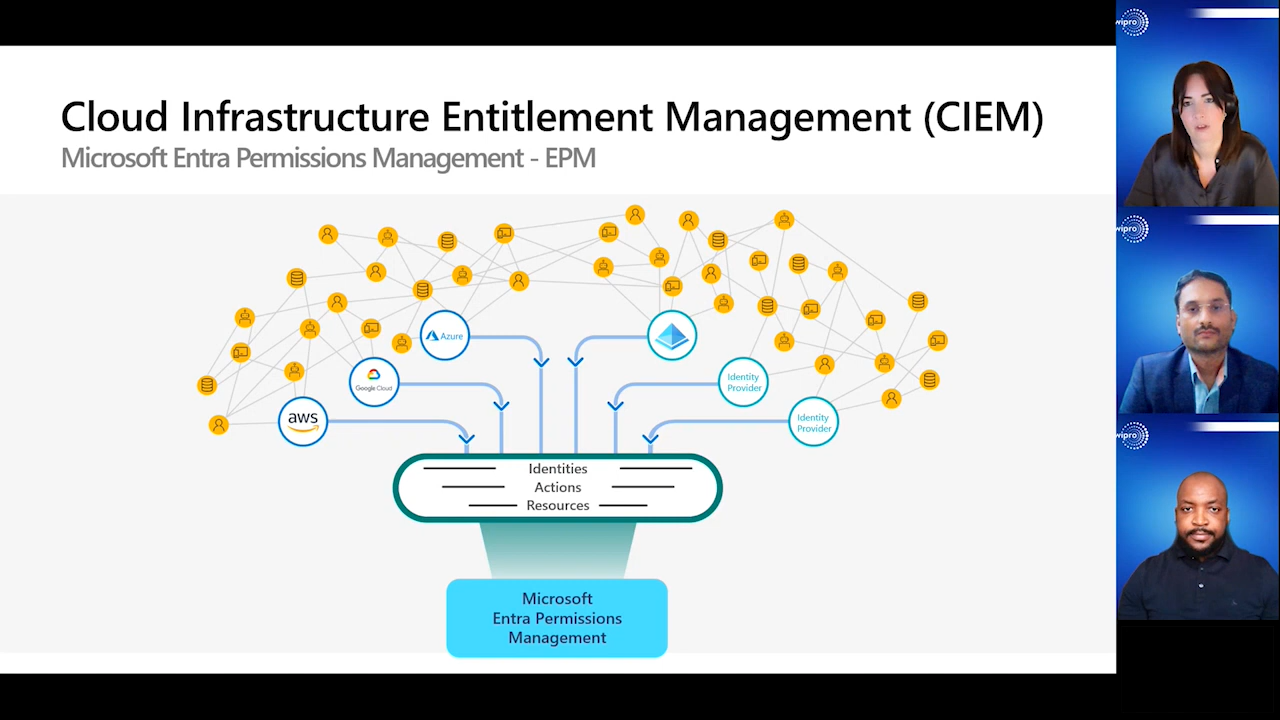 Cloud Infrastructure Entitlement Management (CIEM)
Microsoft Entra Permissions Management - EPM
Azure
Google Cloud
aws
Identity
Provider
Identity
Provider
Identities
Actions
Resources
Microsoft
Entra Permissions
Management
wipro
wipro
wipro